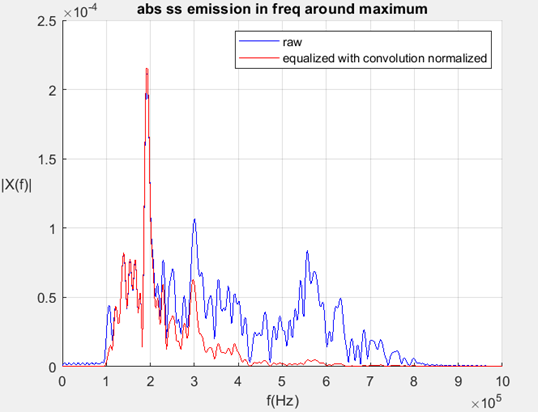 abs ss emission in freq around maximum
×10⁻⁴
2.5
2
1.5
1
0.5
0
|X(f)|
raw
equalized with convolution normalized
0 1 2 3 4 5 6 7 8 9 10
f(Hz)
×10⁵